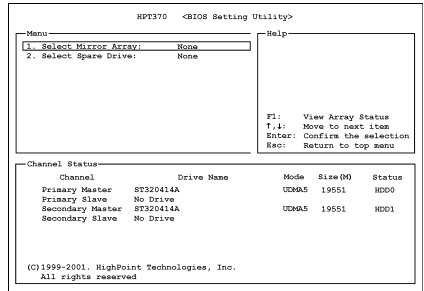 HPT370 <BIOS Setting Utility>
Menu
Help
1. Select Mirror Array: None
2. Select Spare Drive: None
F1: View Array Status
↑,↓: Move to next item
Enter: Confirm the selection
Esc: Return to top menu
Channel Status
Channel Drive Name Mode Size(M) Status
Primary Master ST320414A UDMA5 19551 HDD0
Primary Slave No Drive
Secondary Master ST320414A UDMA5 19551 HDD1
Secondary Slave No Drive
(C)1999-2001. HighPoint Technologies, Inc.
All rights reserved